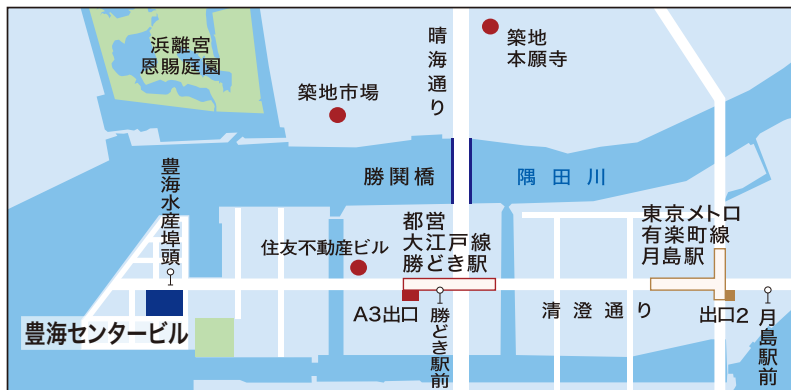 浜離宮
恩賜庭園
築地市場
晴海通り
築地
本願寺
勝鬨橋
隅田川
豊海水産埠頭
住友不動産ビル
都営
大江戸線
勝どき駅
東京メトロ
有楽町線
月島駅
A3出口
勝どき駅前
清澄通り
出口2
月島駅前
豊海センタービル